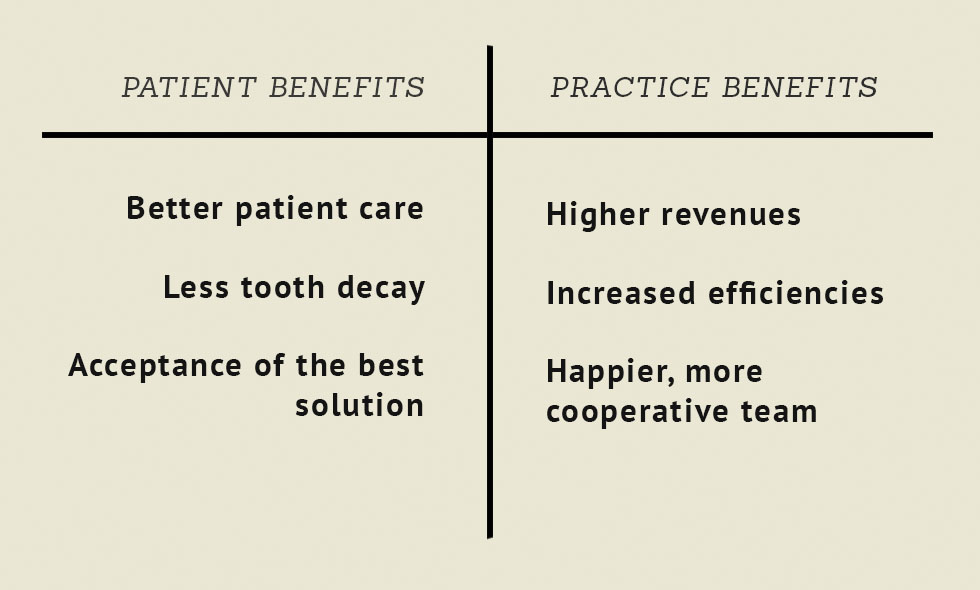 PATIENT BENEFITS
PRACTICE BENEFITS
Better patient care
Less tooth decay
Acceptance of the best
solution
Higher revenues
Increased efficiencies
Happier, more
cooperative team